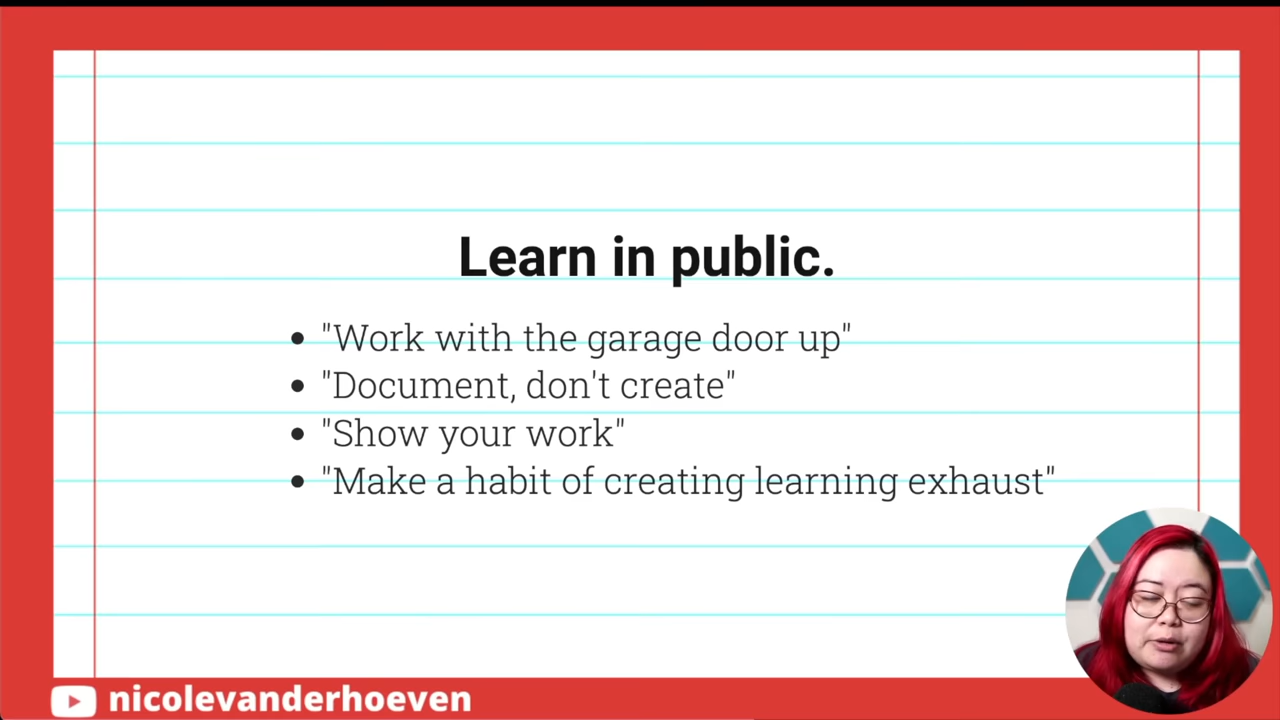 Learn in public.
"Work with the garage door up"
"Document, don't create"
"Show your work"
"Make a habit of creating learning exhaust"
nicolevanderhoeven